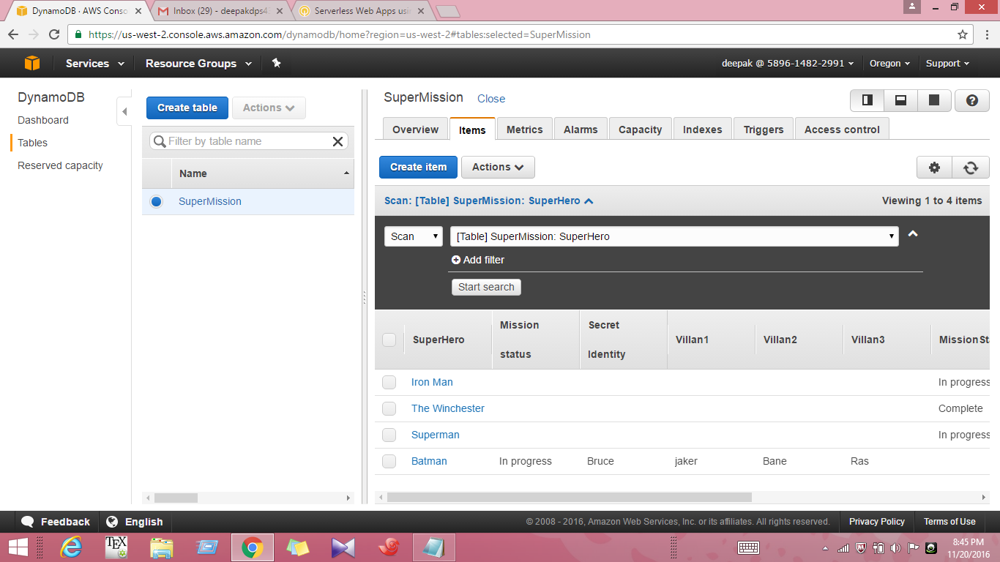 DynamoDB · AWS Conso
Inbox (29) - deepakdps45
Serverless Web Apps usi
https://us-west-2.console.aws.amazon.com/dynamodb/home?region=us-west-2#tables:selected=SuperMission
Services
Resource Groups
deepak @ 5896-1482-2991
Oregon
Support
DynamoDB
Dashboard
Tables
Reserved capacity
Create table
Actions
Filter by table name
Name
SuperMission
SuperMission Close
Overview Items Metrics Alarms Capacity Indexes Triggers Access control
Create item Actions
Scan: [Table] SuperMission: SuperHero
Viewing 1 to 4 items
Scan
[Table] SuperMission: SuperHero
Add filter
Start search
SuperHero Mission status Secret Identity Villan1 Villan2 Villan3 MissionSta
Iron Man In progress
The Winchester Complete
Superman In progress
Batman In progress Bruce jaker Bane Ras
Feedback
English
© 2008 - 2016, Amazon Web Services, Inc. or its affiliates. All rights reserved.
Privacy Policy
Terms of Use
TEX
8:45 PM
11/20/2016